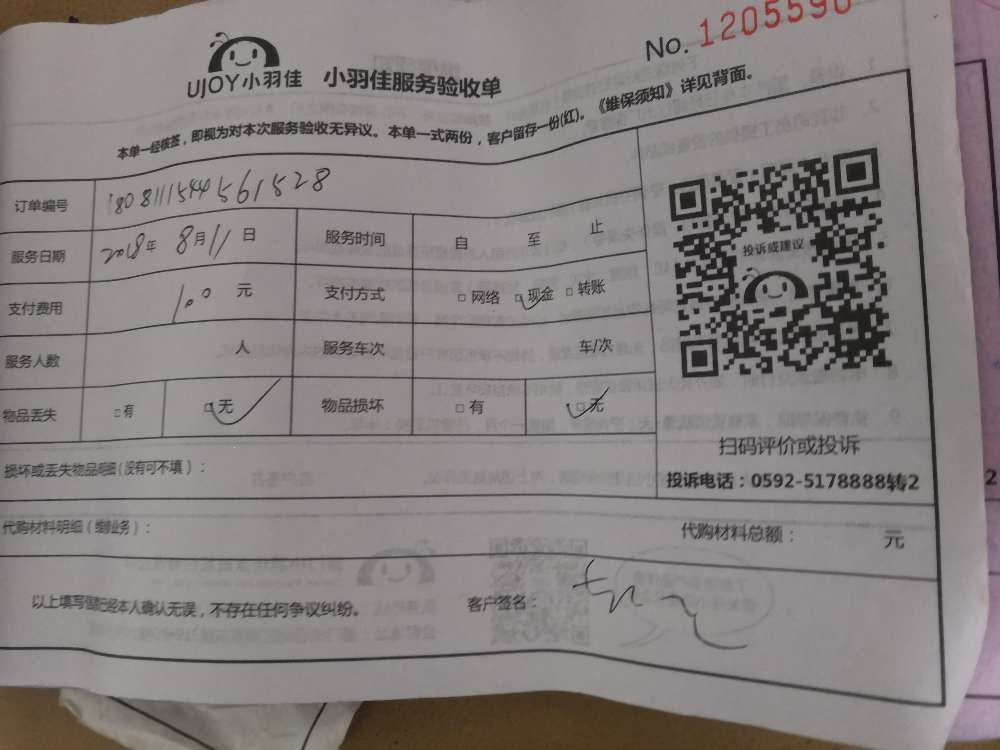 No. 1205590
UJOY小羽佳 小羽佳服务验收单
本单一经核签，即视为对本次服务验收无异议。本单一式两份，客户留存一份(红)。《维保须知》详见背面。
订单编号 1808111544561528
服务日期 2018年 8月11日 服务时间 自 至 止
支付费用 100 元 支付方式 □网络 □现金 □转账
服务人数 人 服务车次 车/次
物品丢失 □有 □无 物品损坏 □有 □无
投诉或建议
扫码评价或投诉
投诉电话：0592-5178888转2
损坏或丢失物品明细(没有可不填)：
代购材料明细(维修业务)： 代购材料总额： 元
以上填写信息经本人确认无误，不存在任何争议纠纷。 客户签名：